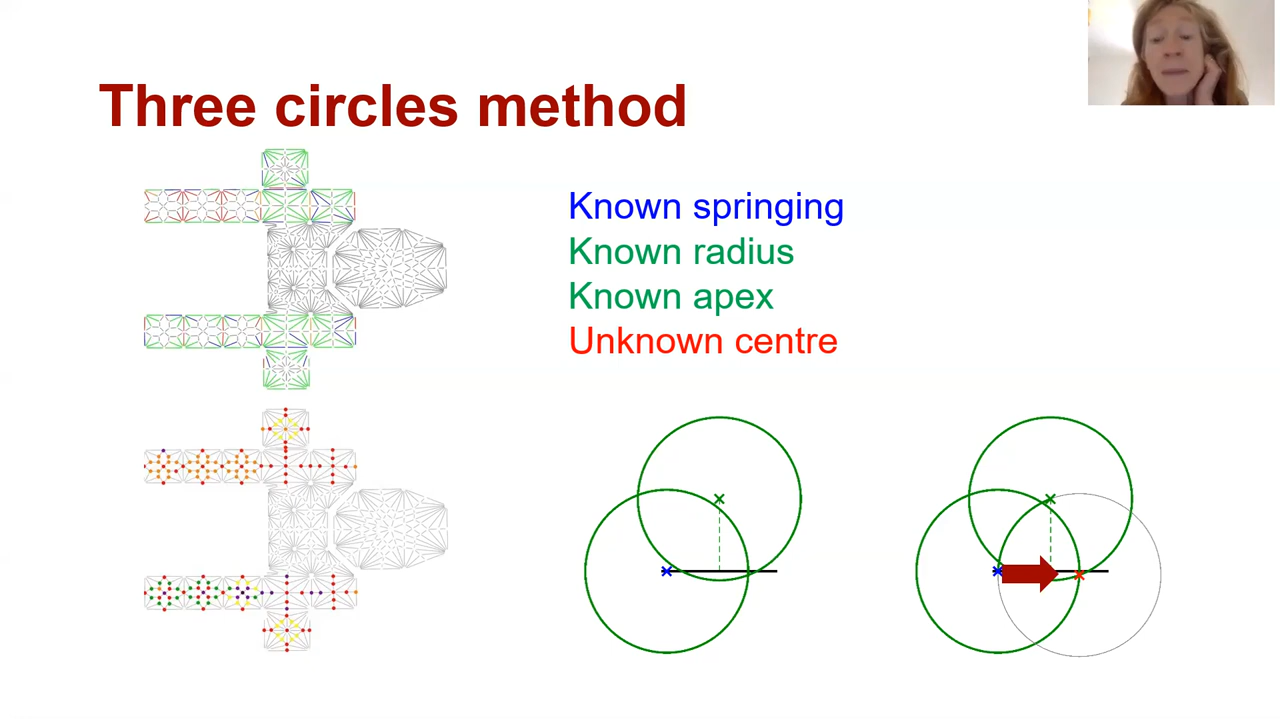 Three circles method
Known springing
Known radius
Known apex
Unknown centre